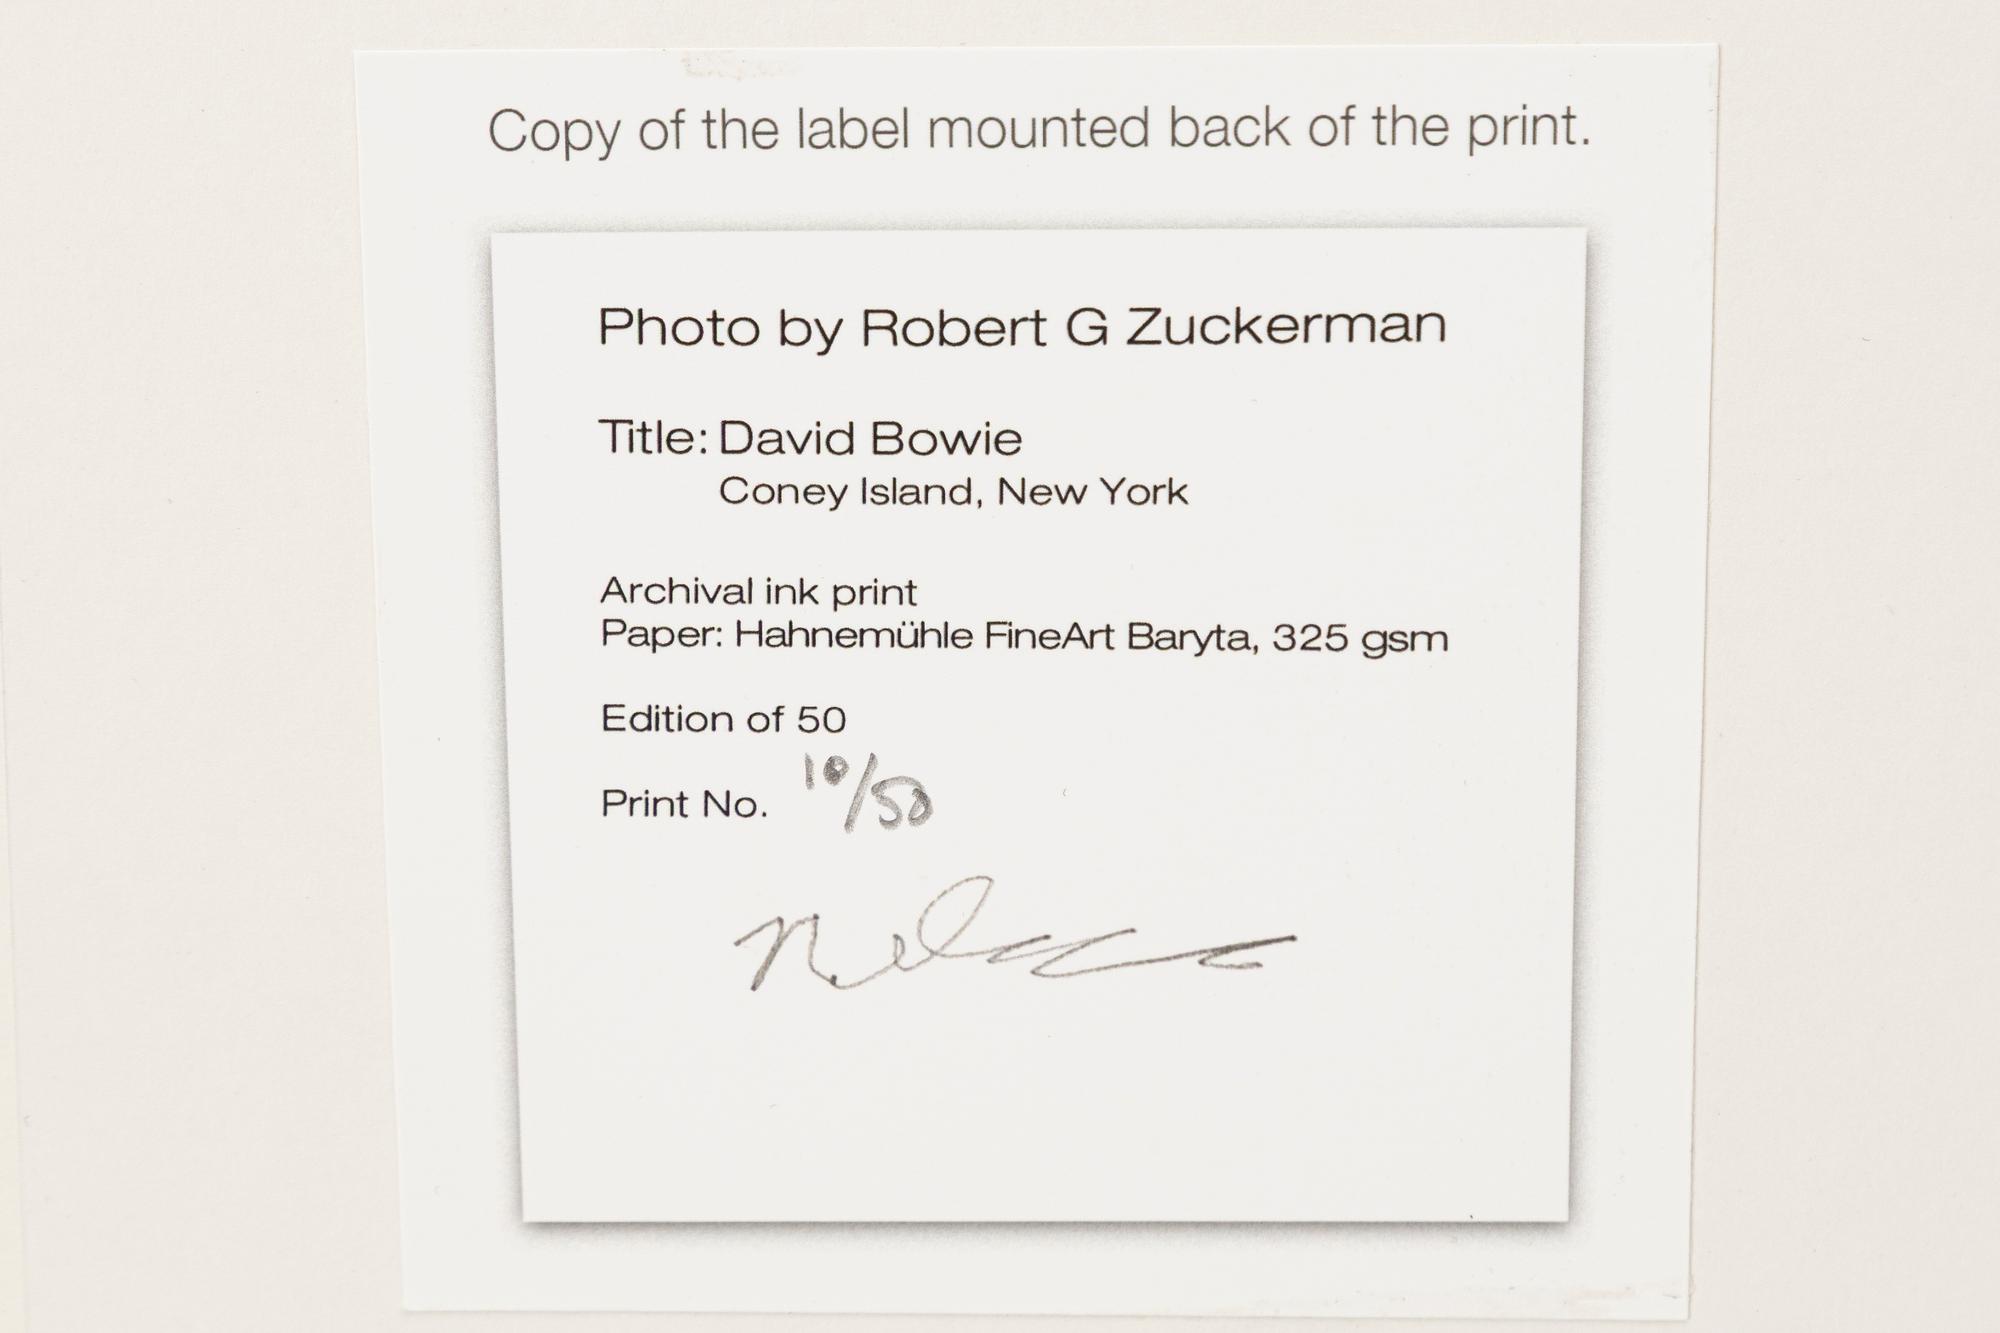 Copy of the label mounted back of the print.
Photo by Robert G Zuckerman
Title: David Bowie
Coney Island, New York
Archival ink print
Paper: Hahnemühle FineArt Baryta, 325 gsm
Edition of 50
Print No. 10/50